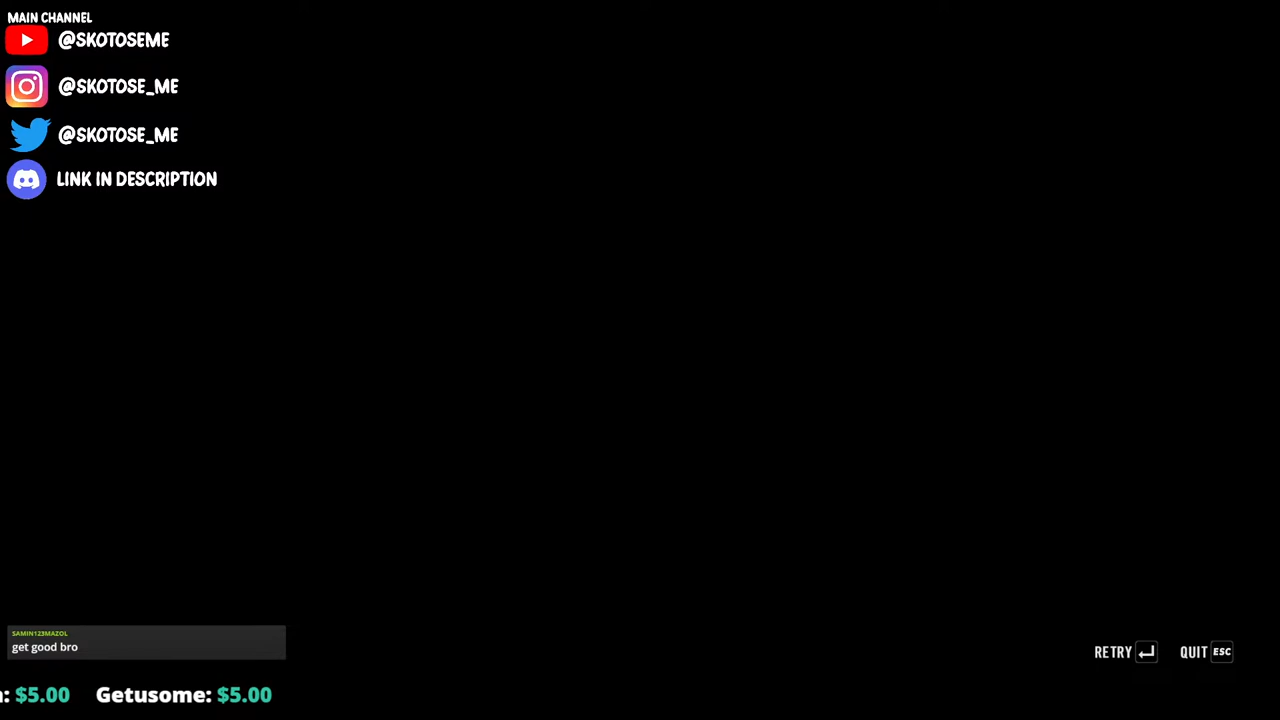 MAIN CHANNEL
@SKOTOSEME
@SKOTOSE_ME
@SKOTOSE_ME
LINK IN DESCRIPTION
SAMIN123MAZOL
get good bro
RETRY QUIT ESC
: $5.00 Getusome: $5.00